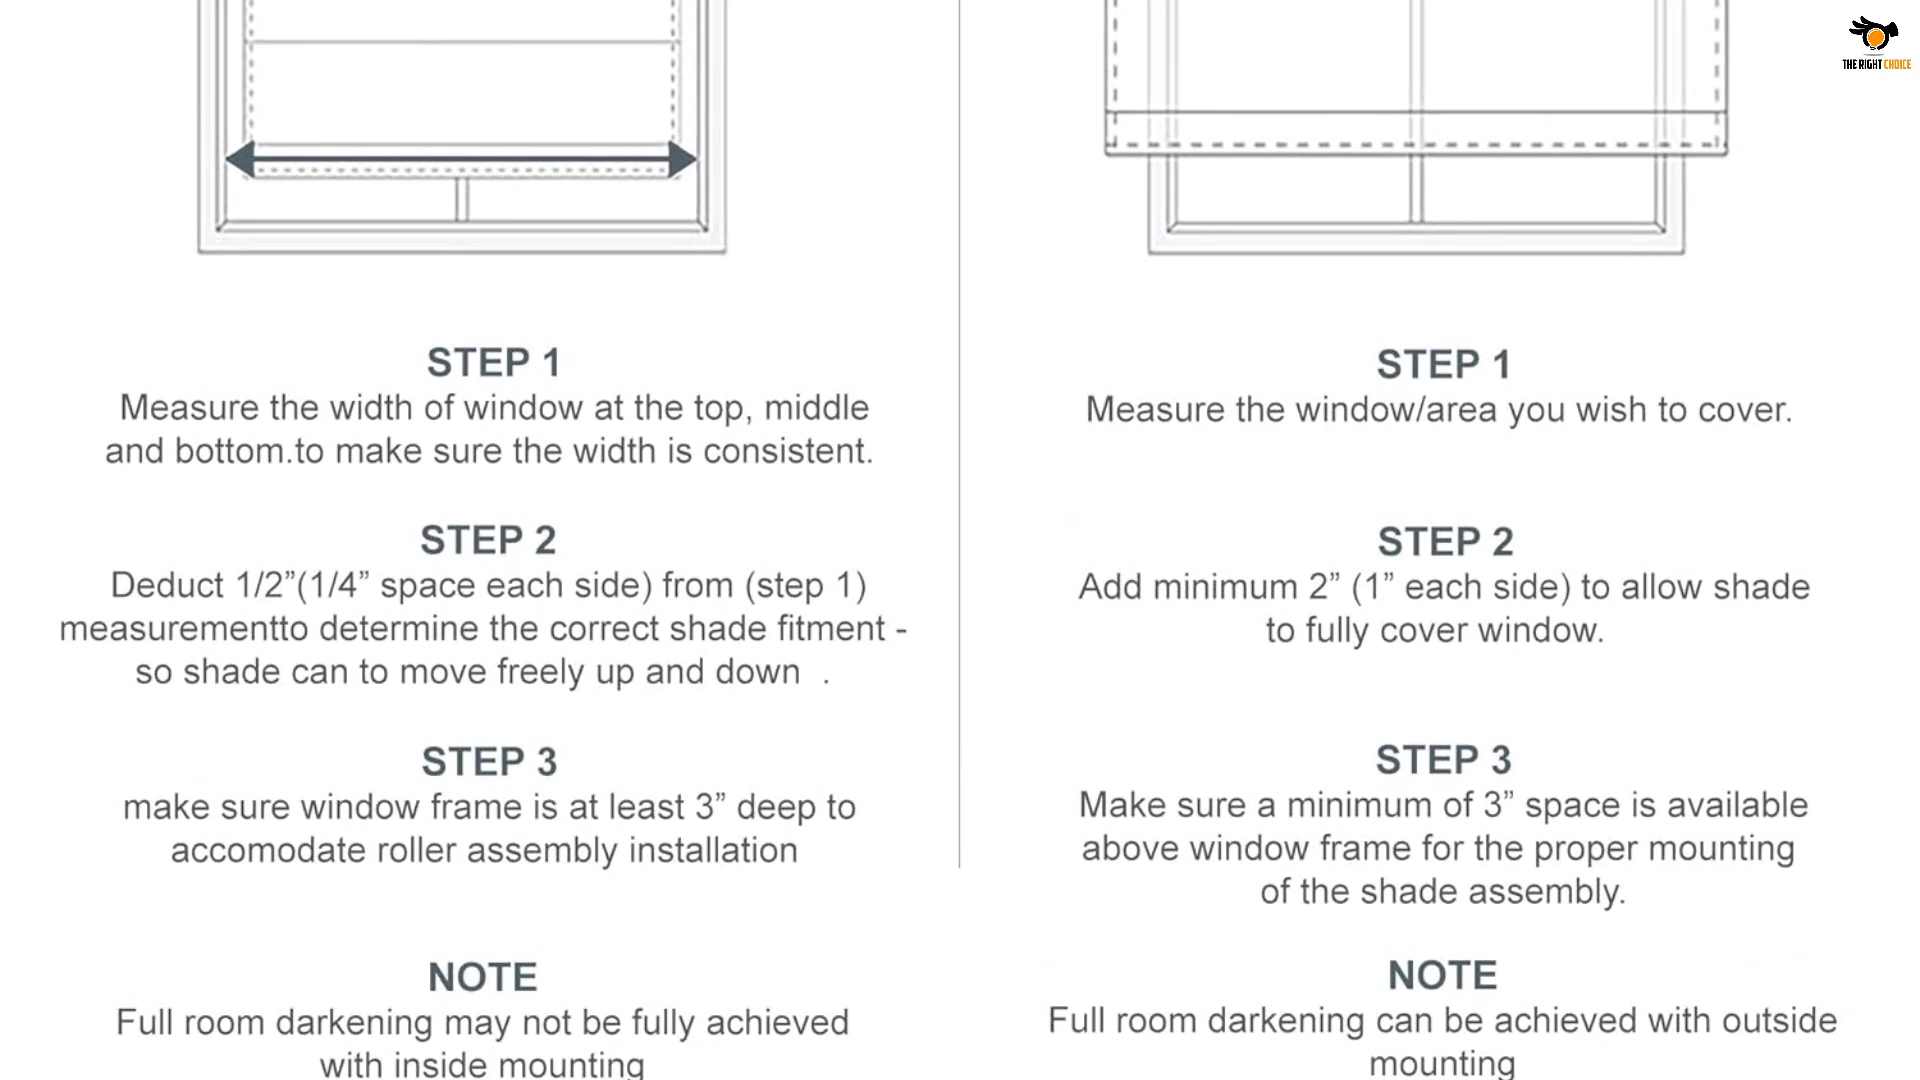 THE RIGHT CHOICE
STEP 1
Measure the width of window at the top, middle
and bottom.to make sure the width is consistent.
STEP 2
Deduct 1/2”(1/4” space each side) from (step 1)
measurementto determine the correct shade fitment -
so shade can to move freely up and down .
STEP 3
make sure window frame is at least 3” deep to
accomodate roller assembly installation
NOTE
Full room darkening may not be fully achieved
with inside mounting
STEP 1
Measure the window/area you wish to cover.
STEP 2
Add minimum 2” (1” each side) to allow shade
to fully cover window.
STEP 3
Make sure a minimum of 3” space is available
above window frame for the proper mounting
of the shade assembly.
NOTE
Full room darkening can be achieved with outside
mounting